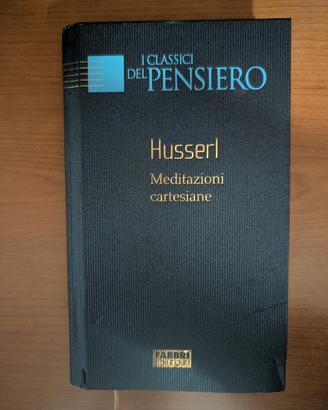 I CLASSICI
DEL PENSIERO
Husserl
Meditazioni
cartesiane
FABBRI
EDITORI